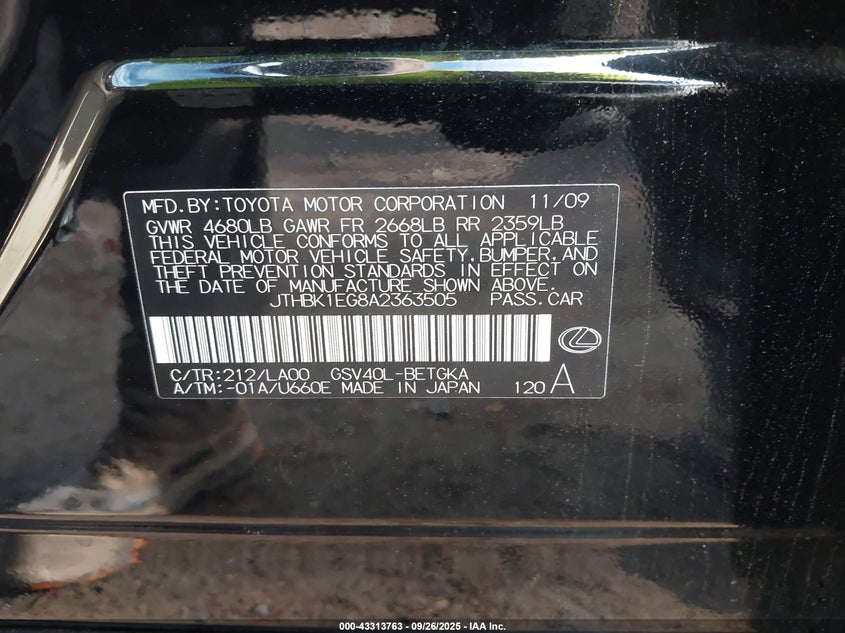 MFD.BY:TOYOTA MOTOR CORPORATION 11/09
GVWR 4680LB GAWR FR 2668LB RR 2359LB
THIS VEHICLE CONFORMS TO ALL APPLICABLE
FEDERAL MOTOR VEHICLE SAFETY,BUMPER,AND
THEFT PREVENTION STANDARDS IN EFFECT ON
THE DATE OF MANUFACTURE SHOWN ABOVE.
JTHBK1EG8A2363505 PASS.CAR
C/TR:212/LA00 GSV40L-BETGKA
A/TM:-01A/U660E MADE IN JAPAN 120 A
000-43313763 - 09/26/2025 - IAA Inc.